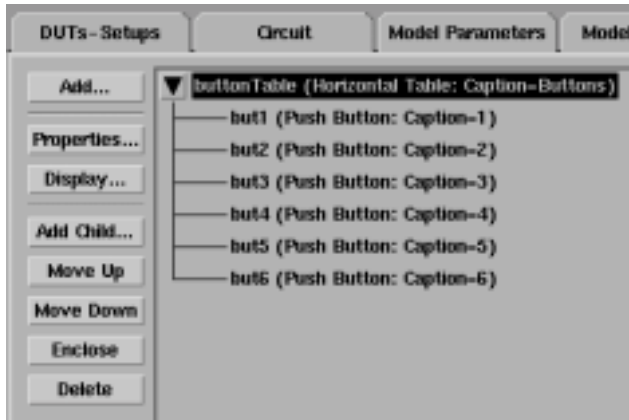 DUTs-Setups Circuit Model Parameters Model
Add...
Properties...
Display...
Add Child...
Move Up
Move Down
Enclose
Delete
buttonTable (Horizontal Table: Caption=Buttons)
but1 (Push Button: Caption=1)
but2 (Push Button: Caption=2)
but3 (Push Button: Caption=3)
but4 (Push Button: Caption=4)
but5 (Push Button: Caption=5)
but6 (Push Button: Caption=6)